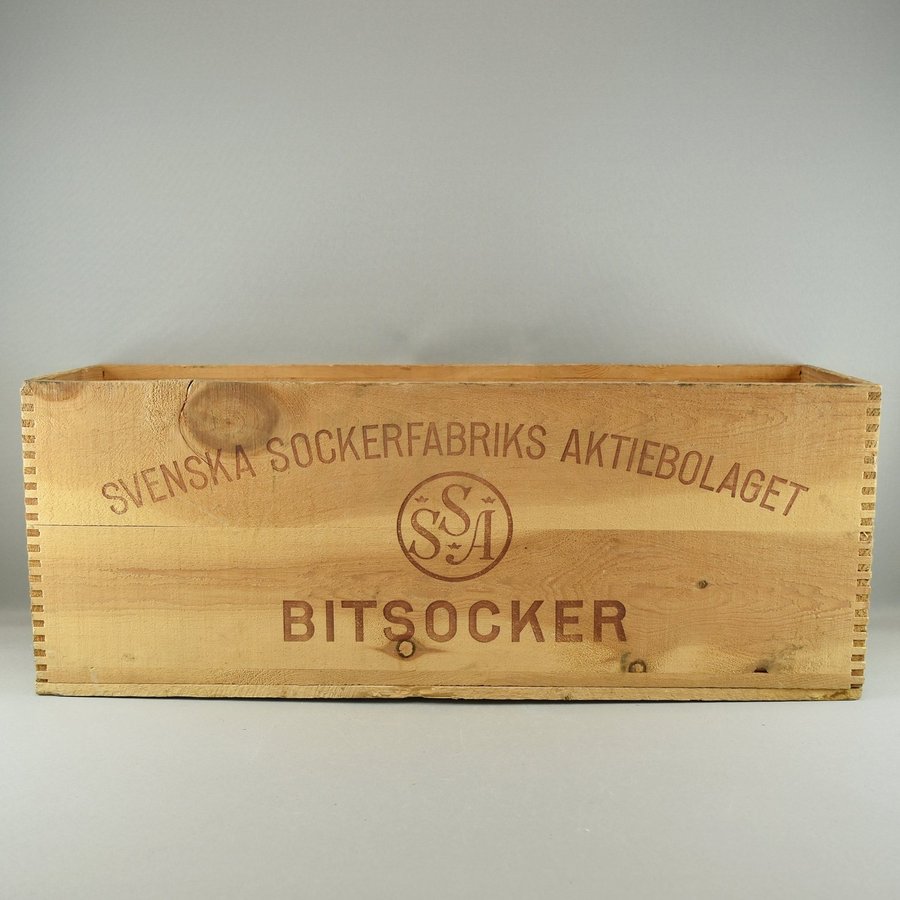 SVENSKA SOCKERFABRIKS AKTIEBOLAGET
SSA
BITSOCKER